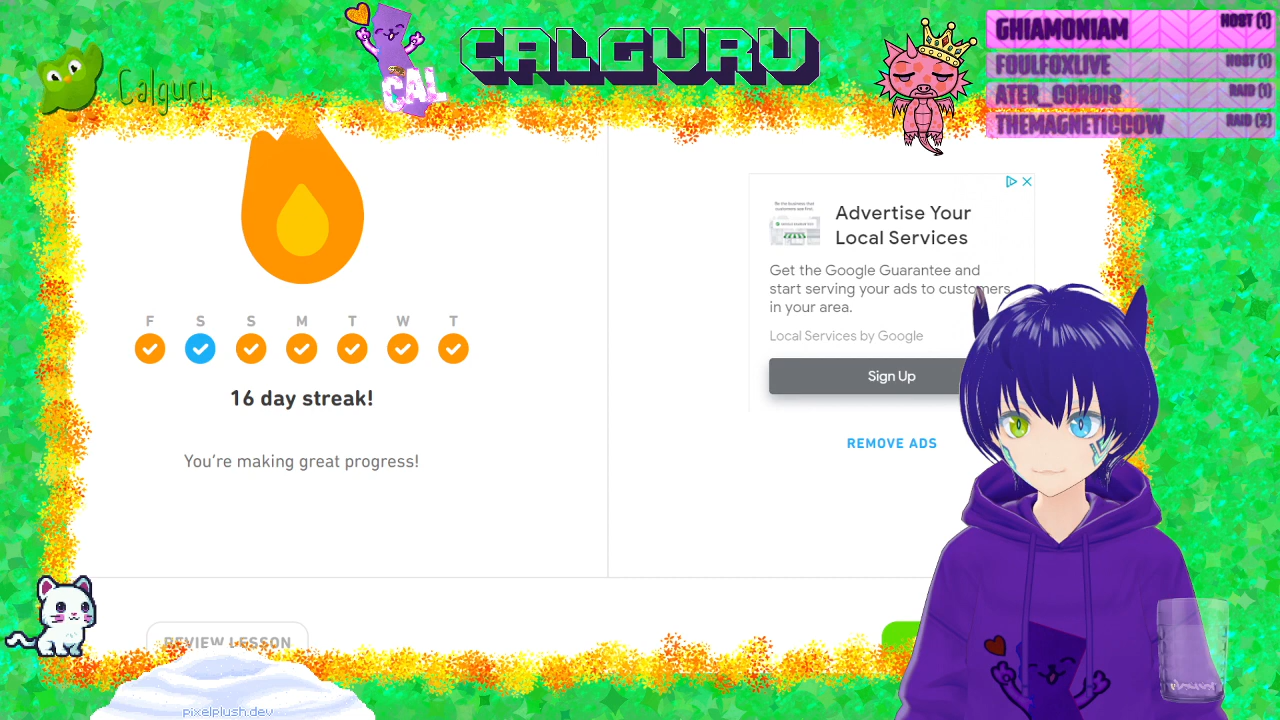 Calguru
CAL
CALGURU
GHIAMONIAM HOST (1)
FOULFOXLIVE HOST (1)
ATER_CORDIS RAID (1)
THEMAGNETICCOW RAID (2)
F S S M T W T
16 day streak!
You're making great progress!
REVIEW LESSON
Advertise Your
Local Services
Get the Google Guarantee and
start serving your ads to customers
in your area.
Local Services by Google
Sign Up
REMOVE ADS
pixelplush.dev